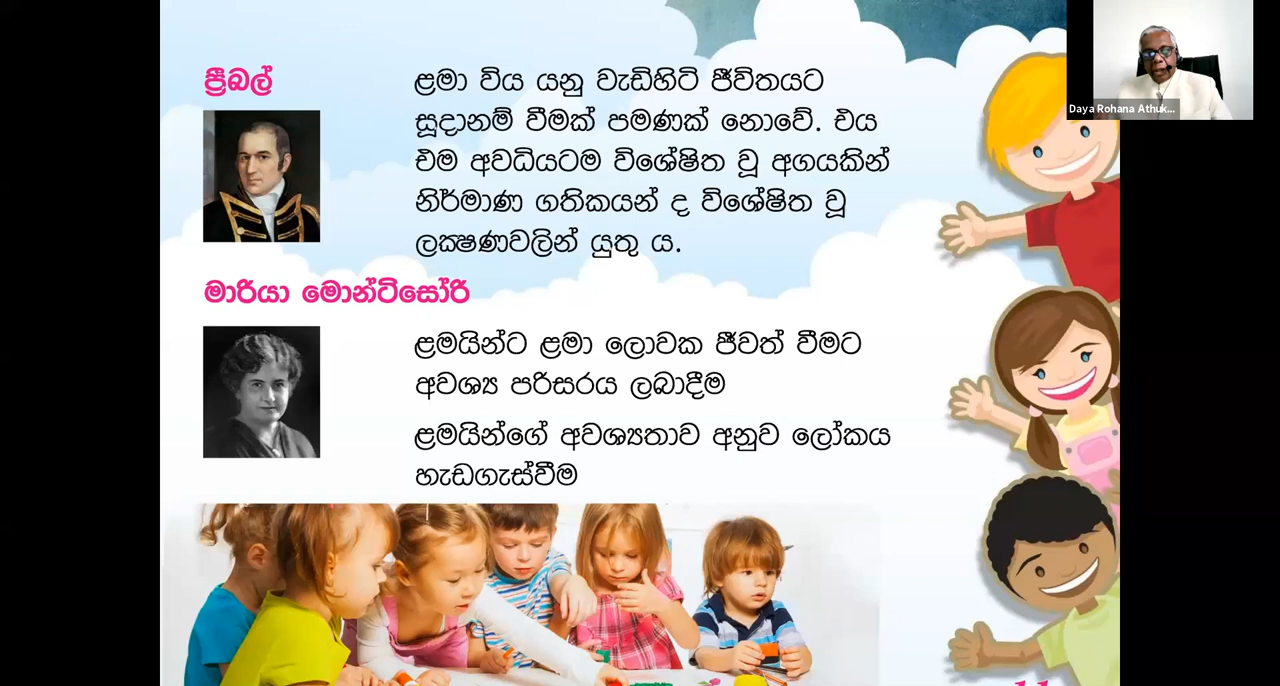 ප්‍රීබල්
ළමා විය යනු වැඩිහිටි ජීවිතයට
සූදානම් වීමක් පමණක් නොවේ. එය
එම අවධියටම විශේෂිත වූ අගයකින්
නිර්මාණ ගතිකයන් ද විශේෂිත වූ
ලක්‍ෂණවලින් යුතු ය.
මාරියා මොන්ටිසෝරි
ළමයින්ට ළමා ලොවක ජීවත් වීමට
අවශ්‍ය පරිසරය ලබාදීම
ළමයින්ගේ අවශ්‍යතාව අනුව ලෝකය
හැඩගැස්වීම
Daya Rohana Athuk...